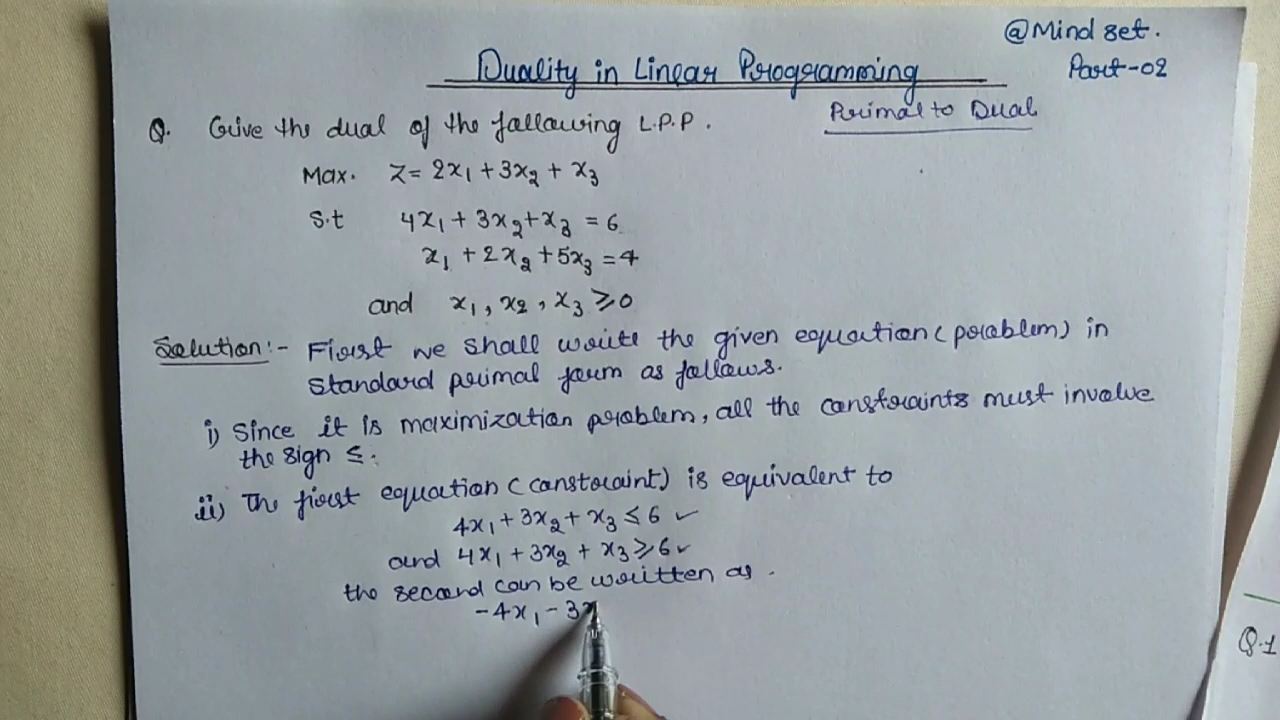 @Mind set.
Duality in Linear Programming
Part-02
Primal to Dual
Q. Give the dual of the following L.P.P.
Max. Z = 2x₁ + 3x₂ + x₃
S.t 4x₁ + 3x₂ + x₃ = 6
x₁ + 2x₂ + 5x₃ = 4
and x₁, x₂, x₃ ≥ 0
Solution:- First we shall write the given equation (problem) in
standard primal form as follows.
i) Since it is maximization problem, all the constraints must involve
the sign ≤.
ii) The first equation (constraint) is equivalent to
4x₁ + 3x₂ + x₃ ≤ 6 ✓
and 4x₁ + 3x₂ + x₃ ≥ 6 ✓
the second can be written as.
-4x₁ - 3x
Q.1